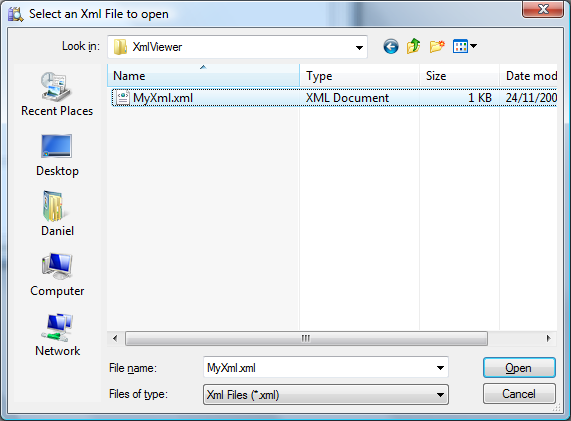 Select an Xml File to open
Look in: XmlViewer
Name Type Size Date mod
MyXml.xml XML Document 1 KB 24/11/200
Recent Places
Desktop
Daniel
Computer
Network
File name: MyXml.xml Open
Files of type: Xml Files (*.xml) Cancel